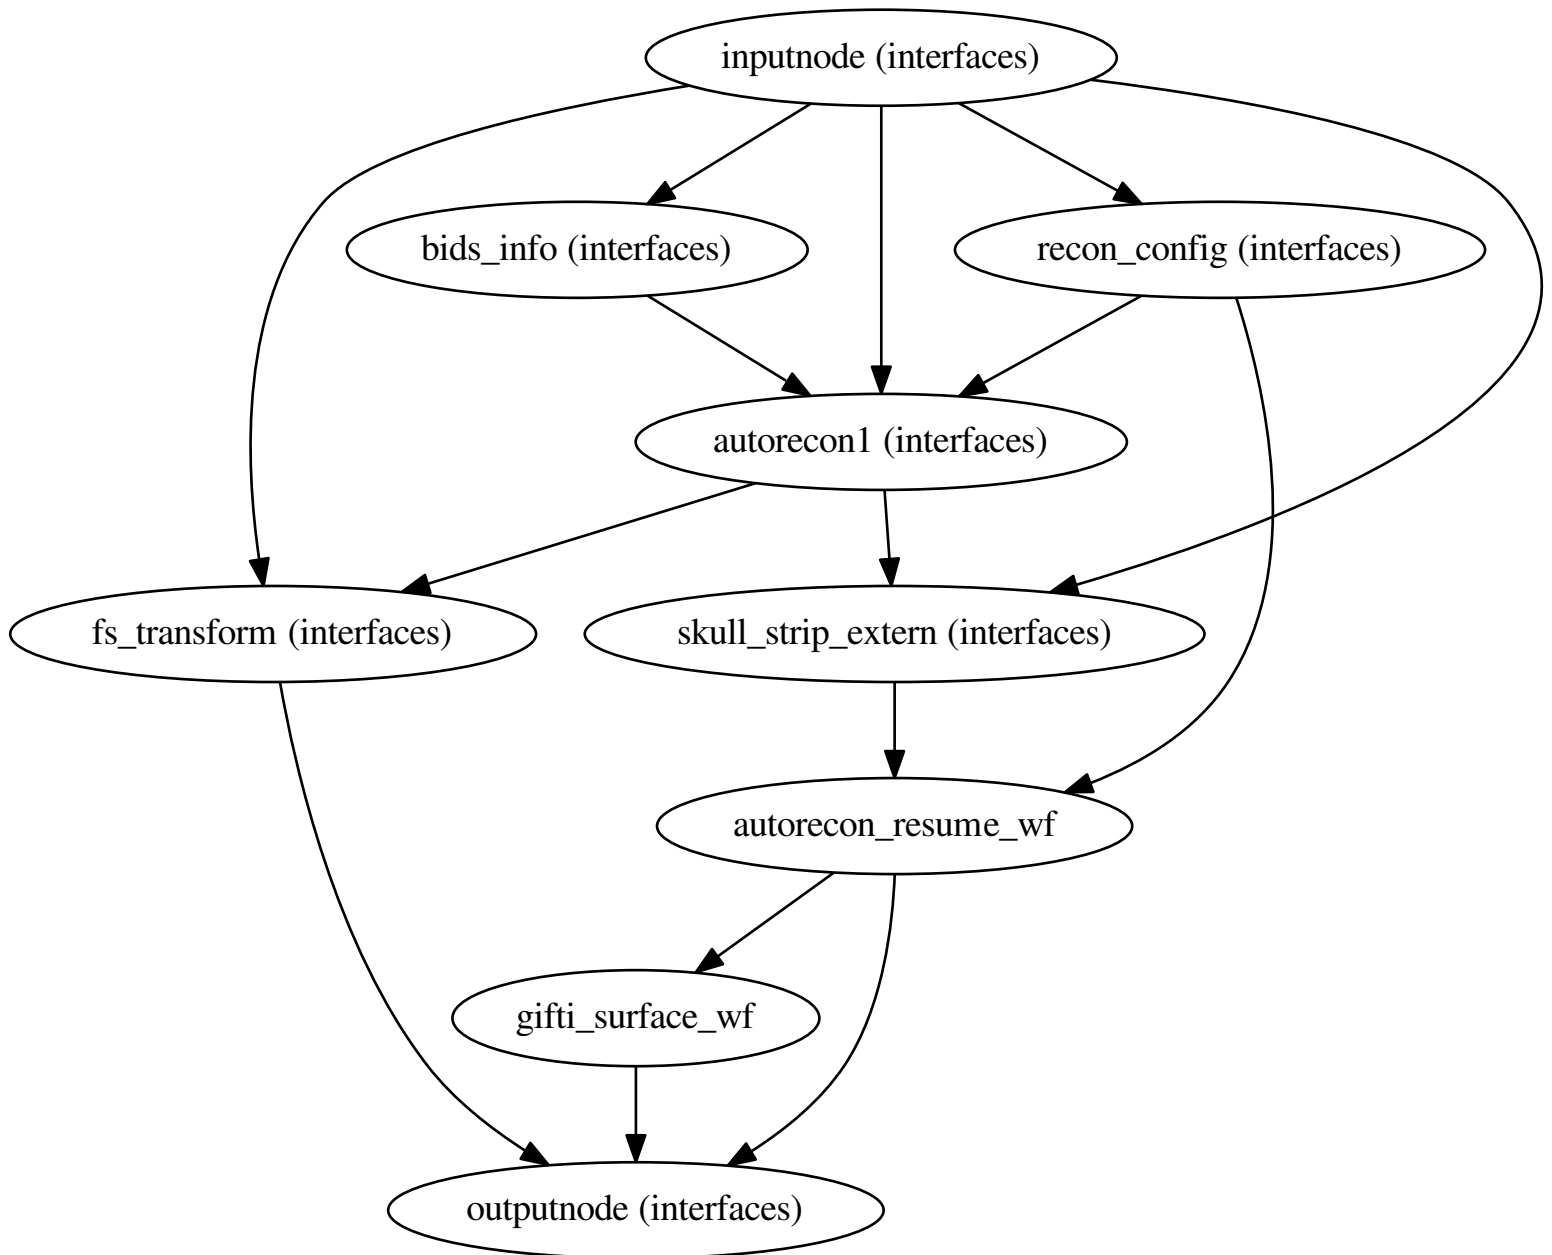 inputnode (interfaces)
bids_info (interfaces)
recon_config (interfaces)
autorecon1 (interfaces)
fs_transform (interfaces)
skull_strip_extern (interfaces)
autorecon_resume_wf
gifti_surface_wf
outputnode (interfaces)